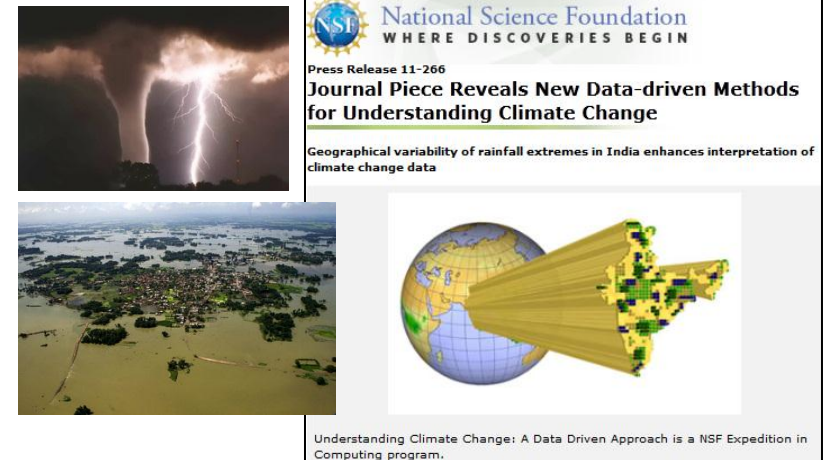 NSF
National Science Foundation
WHERE DISCOVERIES BEGIN
Press Release 11-266
Journal Piece Reveals New Data-driven Methods
for Understanding Climate Change
Geographical variability of rainfall extremes in India enhances interpretation of
climate change data
Understanding Climate Change: A Data Driven Approach is a NSF Expedition in
Computing program.